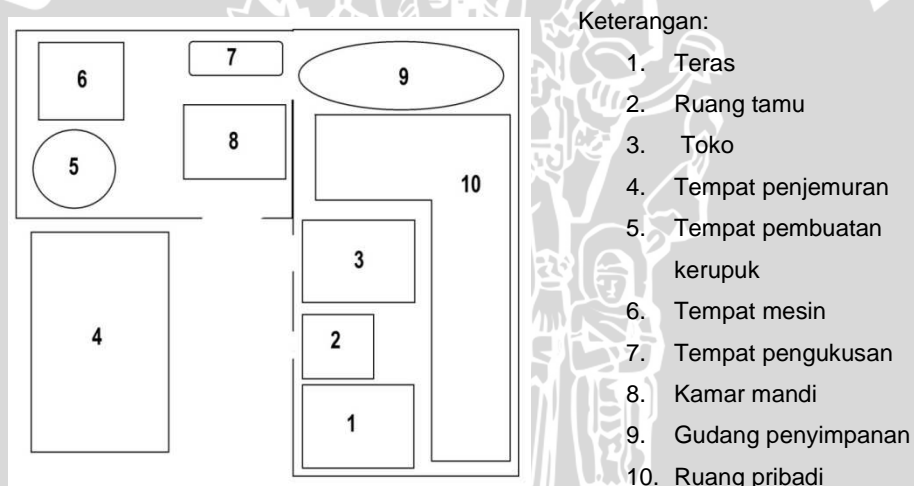 6
7
9
5
8
10
3
4
2
1
Keterangan:
1. Teras
2. Ruang tamu
3. Toko
4. Tempat penjemuran
5. Tempat pembuatan
kerupuk
6. Tempat mesin
7. Tempat pengukusan
8. Kamar mandi
9. Gudang penyimpanan
10. Ruang pribadi